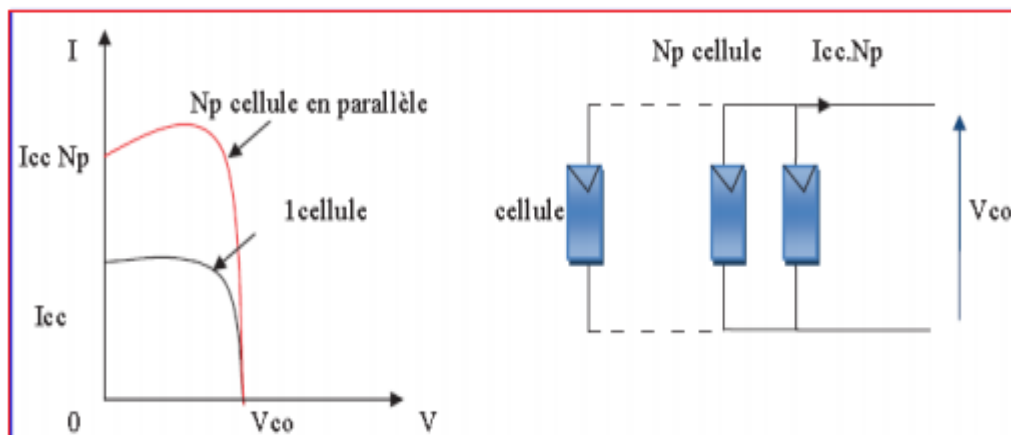 I
Np cellule en parallèle
Icc Np
1cellule
Icc
0
Vco
V
Np cellule
Icc.Np
cellule
Vco